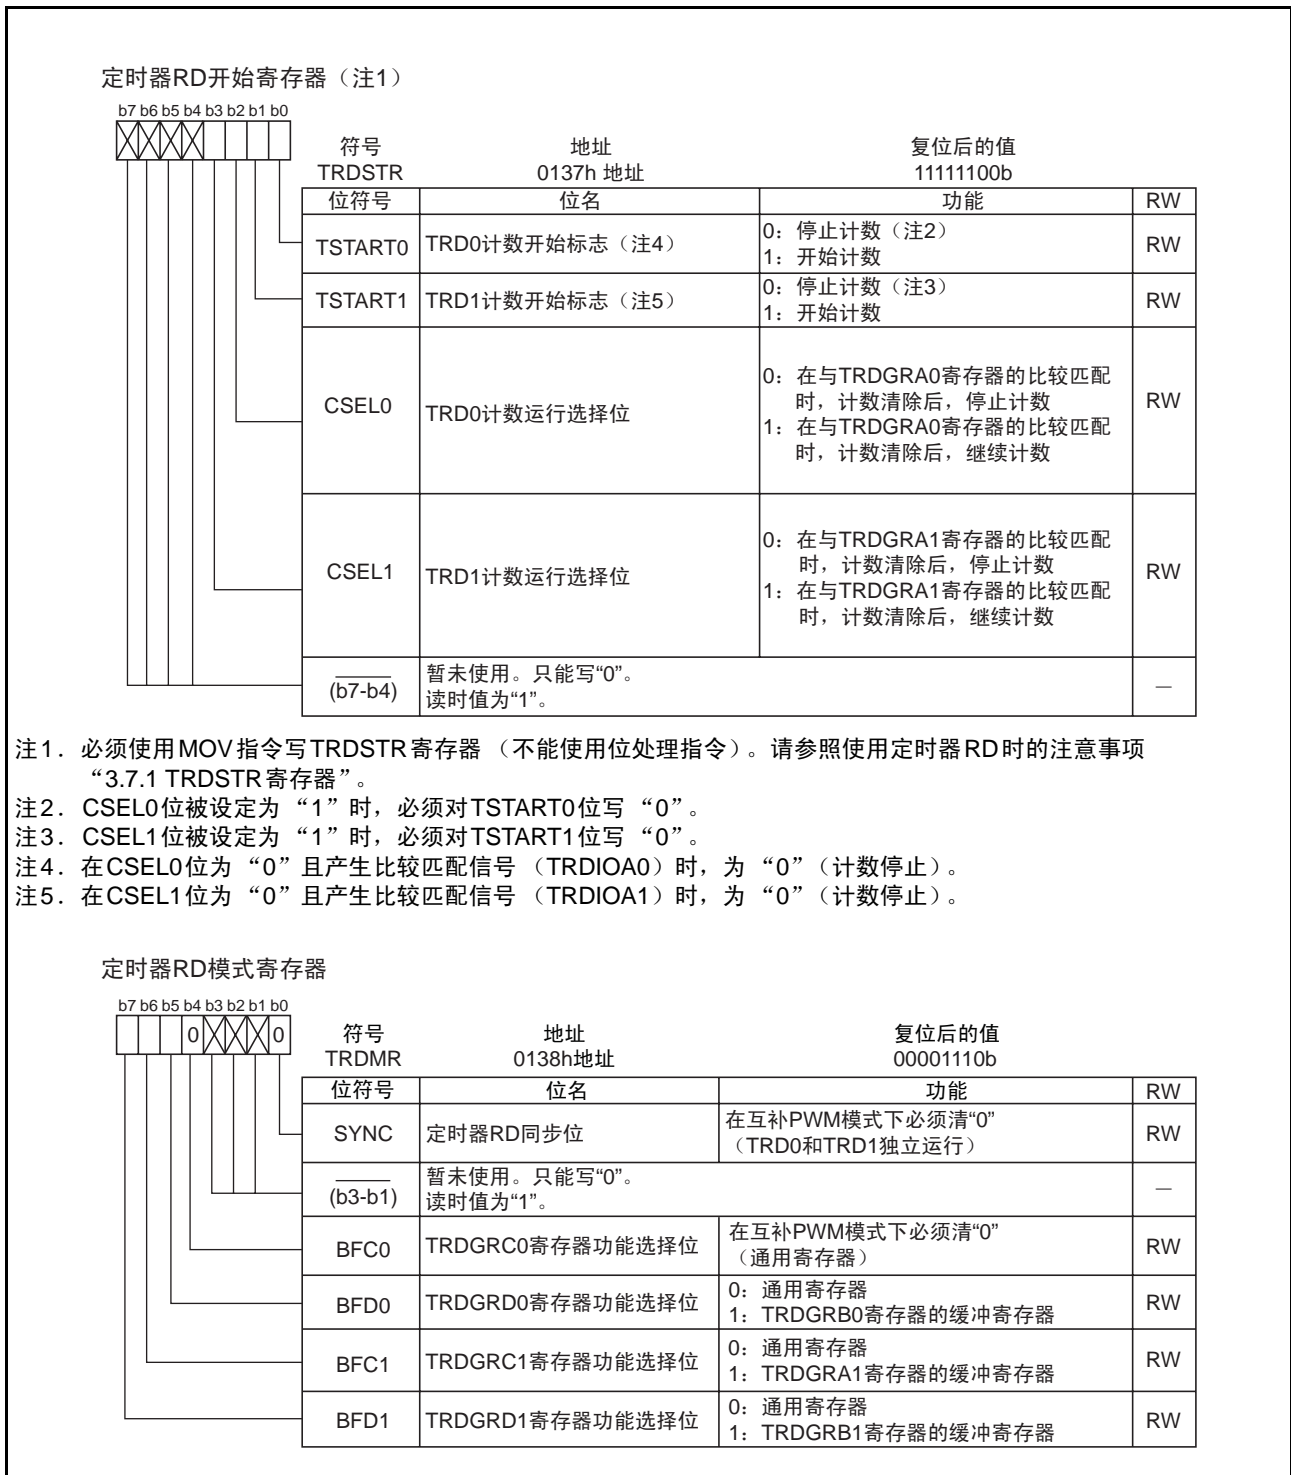 定时器RD开始寄存器（注1）
b7 b6 b5 b4 b3 b2 b1 b0
符号 地址 复位后的值
TRDSTR 0137h 地址 11111100b
位符号 位名 功能 RW
TSTART0 TRD0计数开始标志（注4） 0：停止计数（注2） RW
1：开始计数
TSTART1 TRD1计数开始标志（注5） 0：停止计数（注3） RW
1：开始计数
CSEL0 TRD0计数运行选择位 0：在与TRDGRA0寄存器的比较匹配 RW
时，计数清除后，停止计数
1：在与TRDGRA0寄存器的比较匹配
时，计数清除后，继续计数
CSEL1 TRD1计数运行选择位 0：在与TRDGRA1寄存器的比较匹配 RW
时，计数清除后，停止计数
1：在与TRDGRA1寄存器的比较匹配
时，计数清除后，继续计数
(b7-b4) 暂未使用。只能写“0”。 —
读时值为“1”。
注1．必须使用MOV指令写TRDSTR寄存器 （不能使用位处理指令）。请参照使用定时器RD时的注意事项
“3.7.1 TRDSTR寄存器”。
注2．CSEL0位被设定为 “1”时，必须对TSTART0位写 “0”。
注3．CSEL1位被设定为 “1”时，必须对TSTART1位写 “0”。
注4．在CSEL0位为 “0”且产生比较匹配信号 （TRDIOA0）时，为 “0”（计数停止）。
注5．在CSEL1位为 “0”且产生比较匹配信号 （TRDIOA1）时，为 “0”（计数停止）。
定时器RD模式寄存器
b7 b6 b5 b4 b3 b2 b1 b0
0 0
符号 地址 复位后的值
TRDMR 0138h地址 00001110b
位符号 位名 功能 RW
SYNC 定时器RD同步位 在互补PWM模式下必须清“0” RW
（TRD0和TRD1独立运行）
(b3-b1) 暂未使用。只能写“0”。 —
读时值为“1”。
BFC0 TRDGRC0寄存器功能选择位 在互补PWM模式下必须清“0” RW
（通用寄存器）
BFD0 TRDGRD0寄存器功能选择位 0：通用寄存器 RW
1：TRDGRB0寄存器的缓冲寄存器
BFC1 TRDGRC1寄存器功能选择位 0：通用寄存器 RW
1：TRDGRA1寄存器的缓冲寄存器
BFD1 TRDGRD1寄存器功能选择位 0：通用寄存器 RW
1：TRDGRB1寄存器的缓冲寄存器